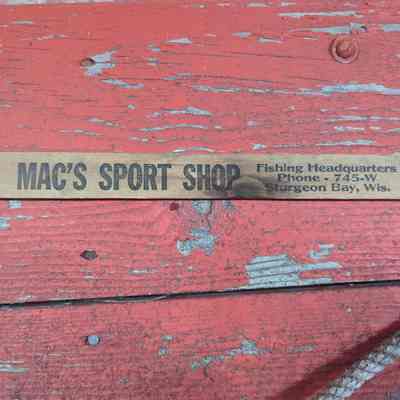 MAC'S SPORT SHOP
Fishing Headquarters
Phone - 745-W
Sturgeon Bay, Wis.